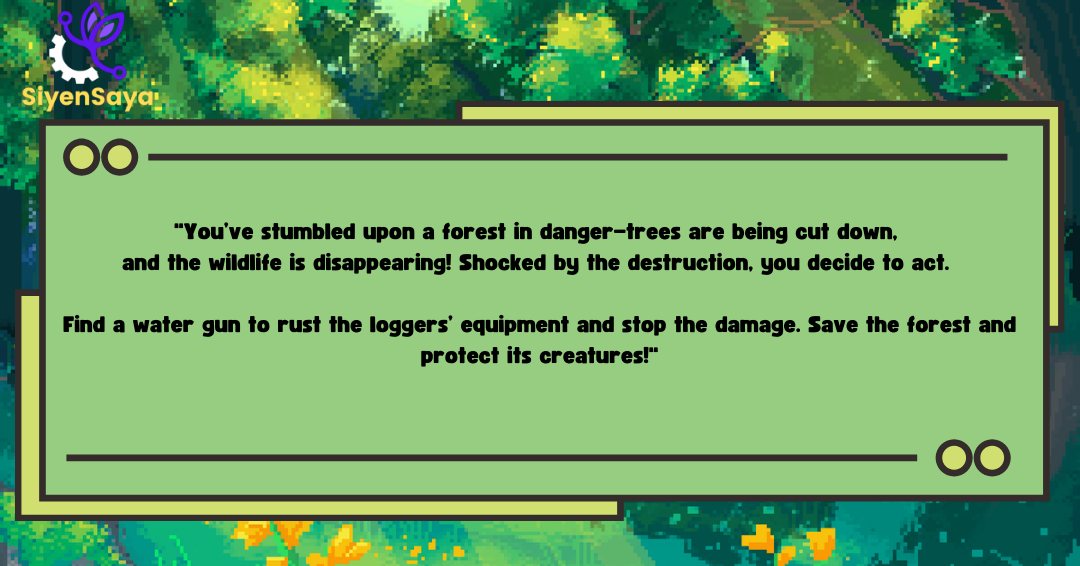 SiyenSaya
"You've stumbled upon a forest in danger–trees are being cut down,
and the wildlife is disappearing! Shocked by the destruction, you decide to act.
Find a water gun to rust the loggers' equipment and stop the damage. Save the forest and
protect its creatures!"